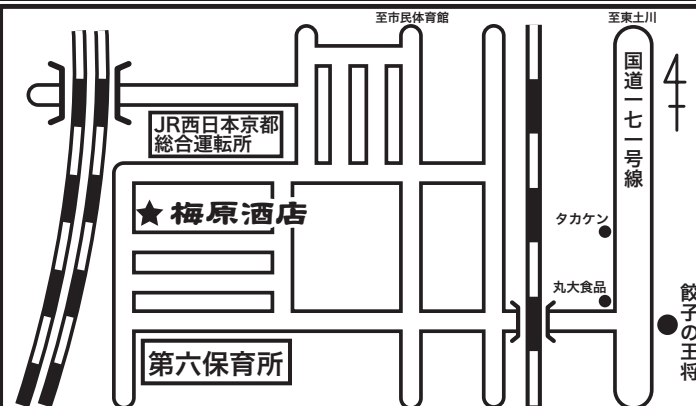 至市民体育館
至東土川
国道一七一号線
JR西日本京都
総合運転所
梅原酒店
タカケン
丸大食品
餃子の王将
第六保育所